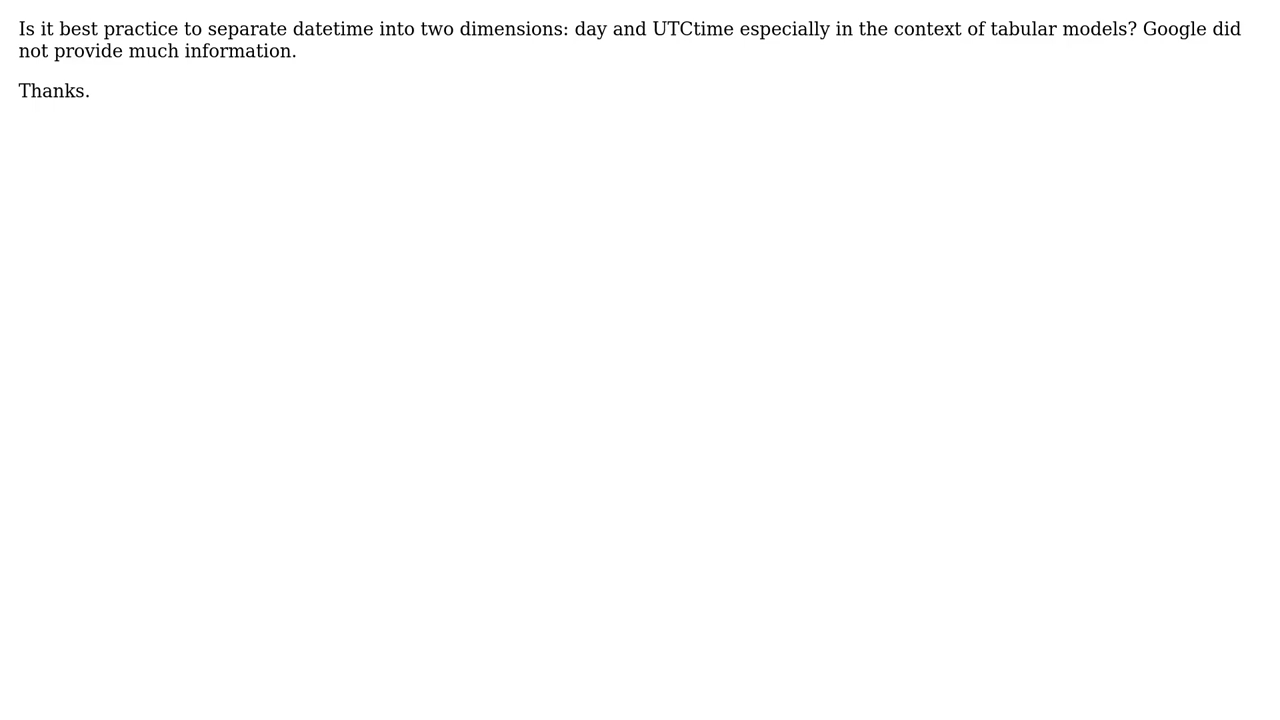 Is it best practice to separate datetime into two dimensions: day and UTCtime especially in the context of tabular models? Google did
not provide much information.
Thanks.